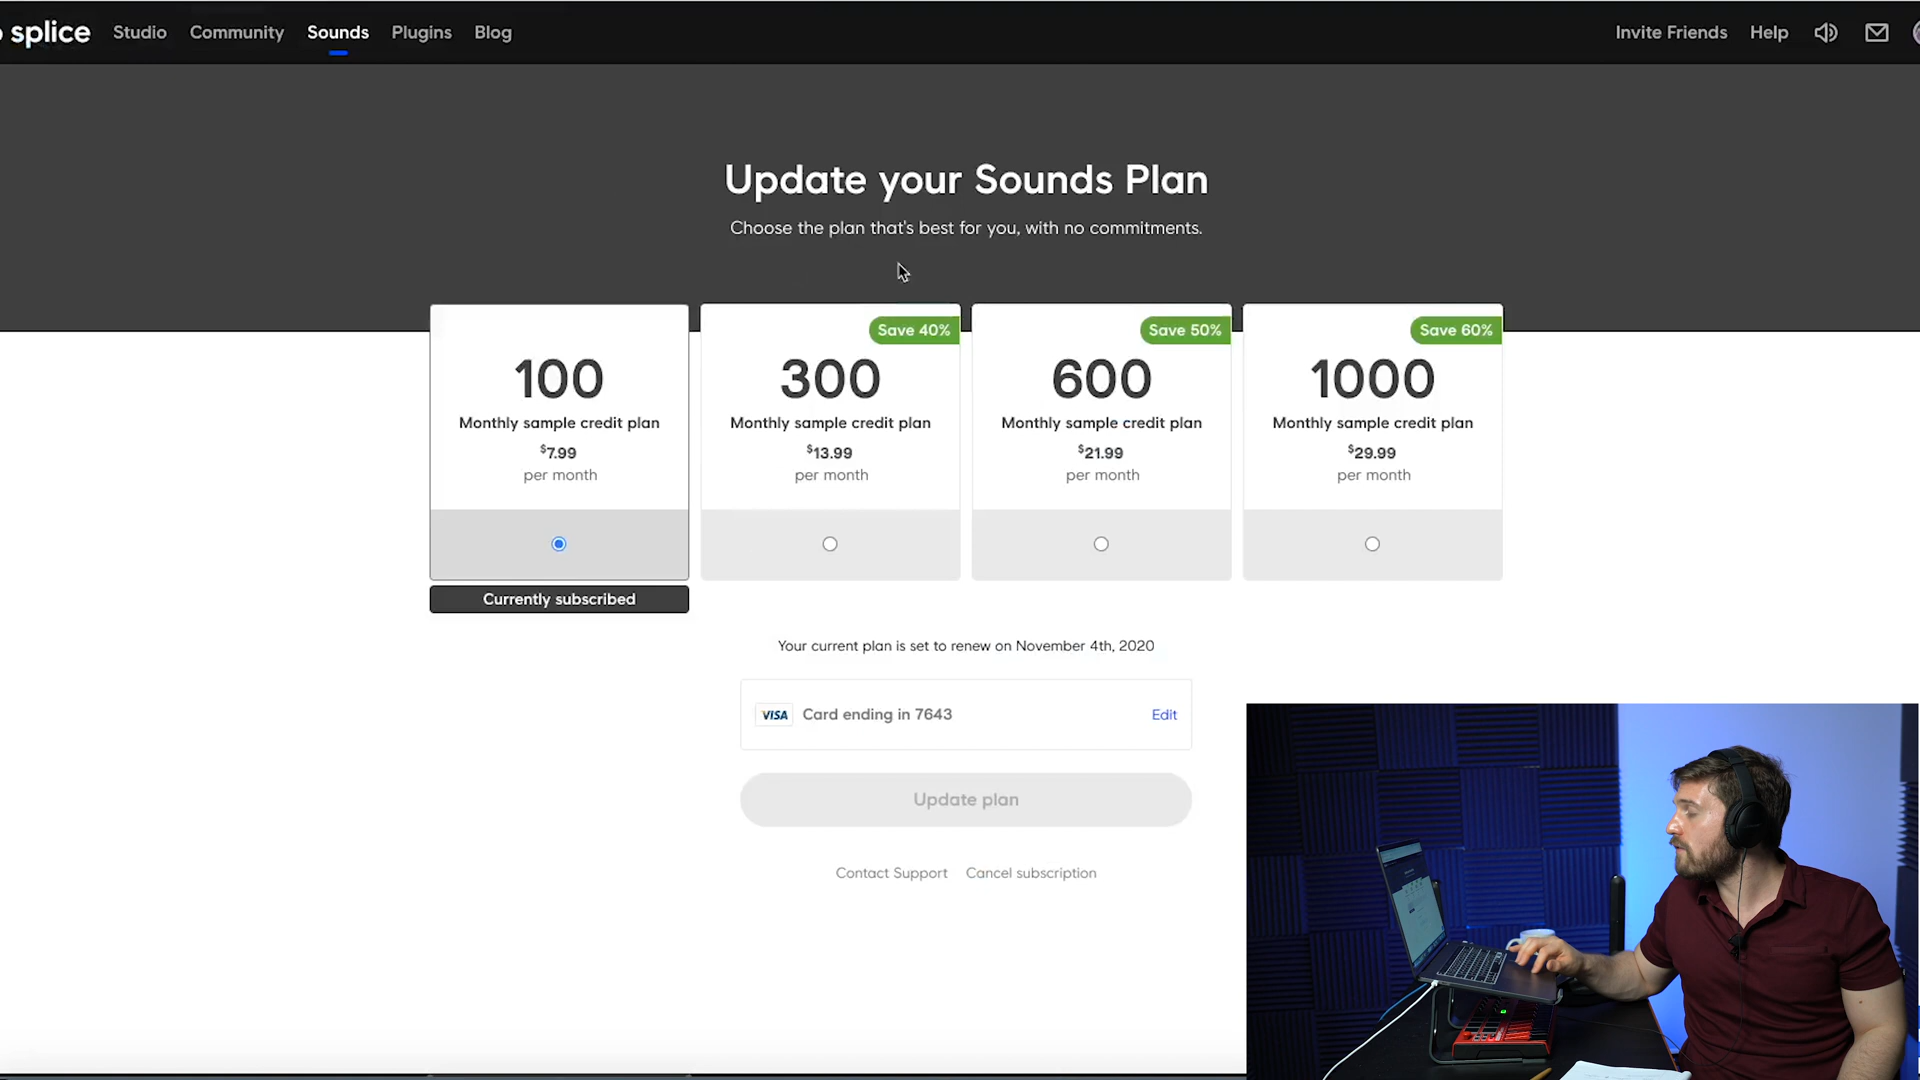 splice Studio Community Sounds Plugins Blog Invite Friends Help
Update your Sounds Plan
Choose the plan that's best for you, with no commitments.
Save 40% Save 50% Save 60%
100 300 600 1000
Monthly sample credit plan Monthly sample credit plan Monthly sample credit plan Monthly sample credit plan
$7.99 $13.99 $21.99 $29.99
per month per month per month per month
Currently subscribed
Your current plan is set to renew on November 4th, 2020
VISA Card ending in 7643 Edit
Update plan
Contact Support Cancel subscription